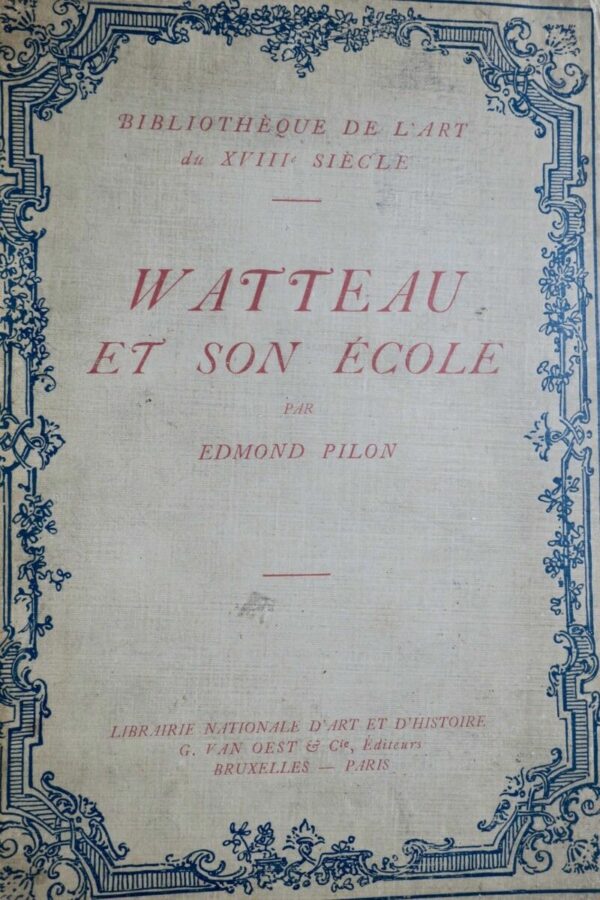 BIBLIOTHÈQUE DE L'ART
du XVIIIe SIÈCLE
WATTEAU
ET SON ÉCOLE
PAR
EDMOND PILON
LIBRAIRIE NATIONALE D'ART ET D'HISTOIRE
G. VAN OEST & Cie, Éditeurs
BRUXELLES — PARIS